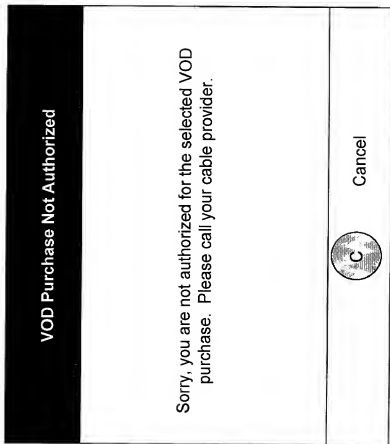 VOD Purchase Not Authorized
Sorry, you are not authorized for the selected VOD
purchase. Please call your cable provider.
C
Cancel